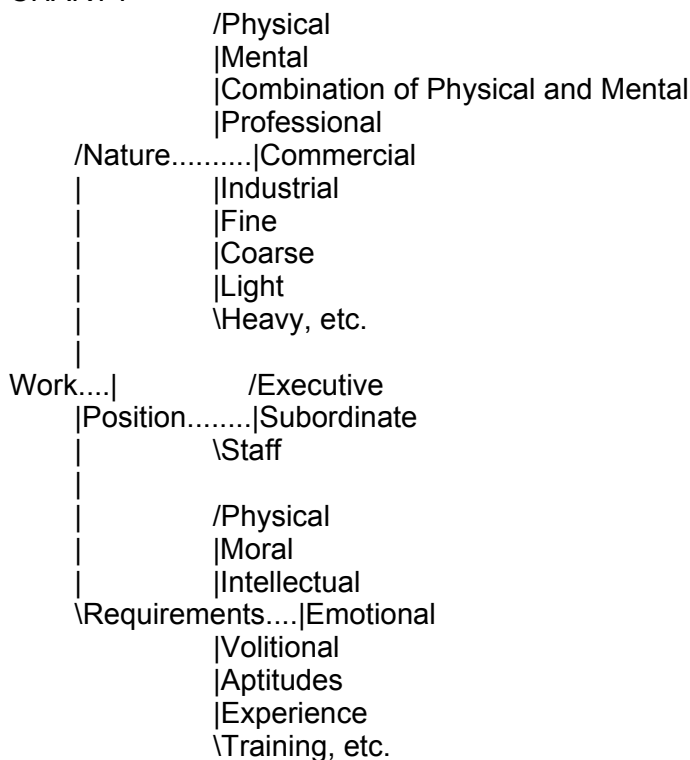 /Physical
|Mental
|Combination of Physical and Mental
|Professional
/Nature..........|Commercial
| |Industrial
| |Fine
| |Coarse
| |Light
| \Heavy, etc.
|
Work....| /Executive
|Position........|Subordinate
| \Staff
|
| /Physical
| |Moral
| |Intellectual
\Requirements....|Emotional
|Volitional
|Aptitudes
|Experience
\Training, etc.